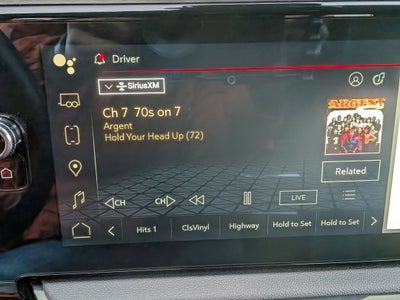 Driver
SiriusXM
Ch 7 70s on 7
Argent
Hold Your Head Up (72)
ARGENT
Related
CH
CH
LIVE
Hits 1
ClsVinyl
Highway
Hold to Set
Hold to Set